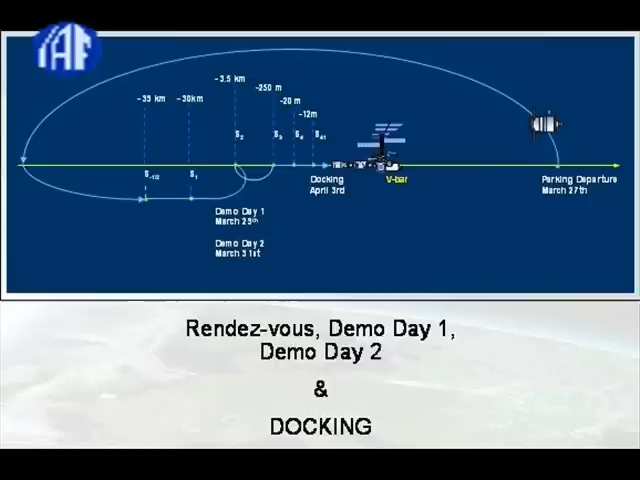 IAF
-3.5 km
-250 m
-35 km
-30km
-20 m
-12m
S2
S3
S4
S41
S-1/2
S1
Docking
April 3rd
V-bar
Parking Departure
March 27th
Demo Day 1
March 29th
Demo Day 2
March 31st
Rendez-vous, Demo Day 1,
Demo Day 2
&
DOCKING